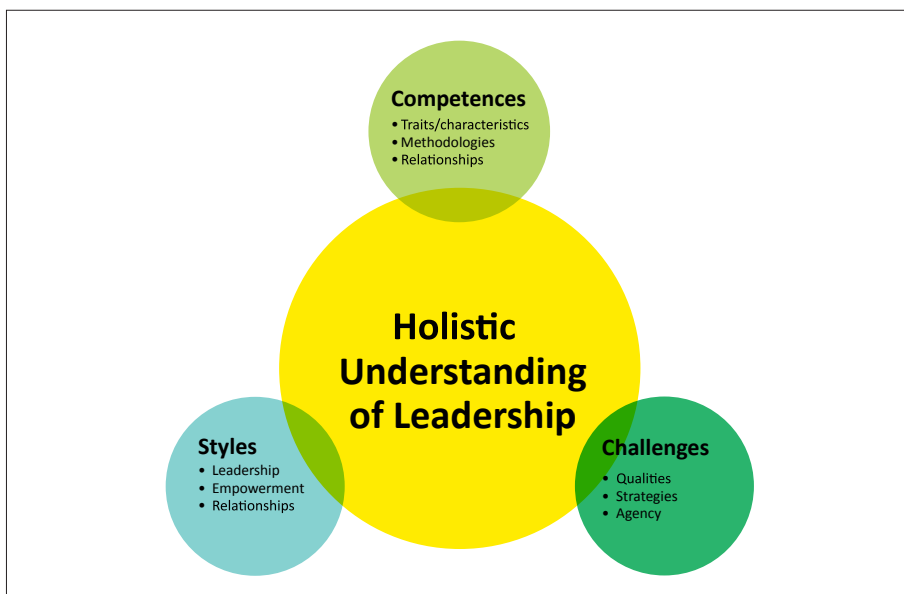 Competences
• Traits/characteristics
• Methodologies
• Relationships
Holistic
Understanding
of Leadership
Styles
• Leadership
• Empowerment
• Relationships
Challenges
• Qualities
• Strategies
• Agency